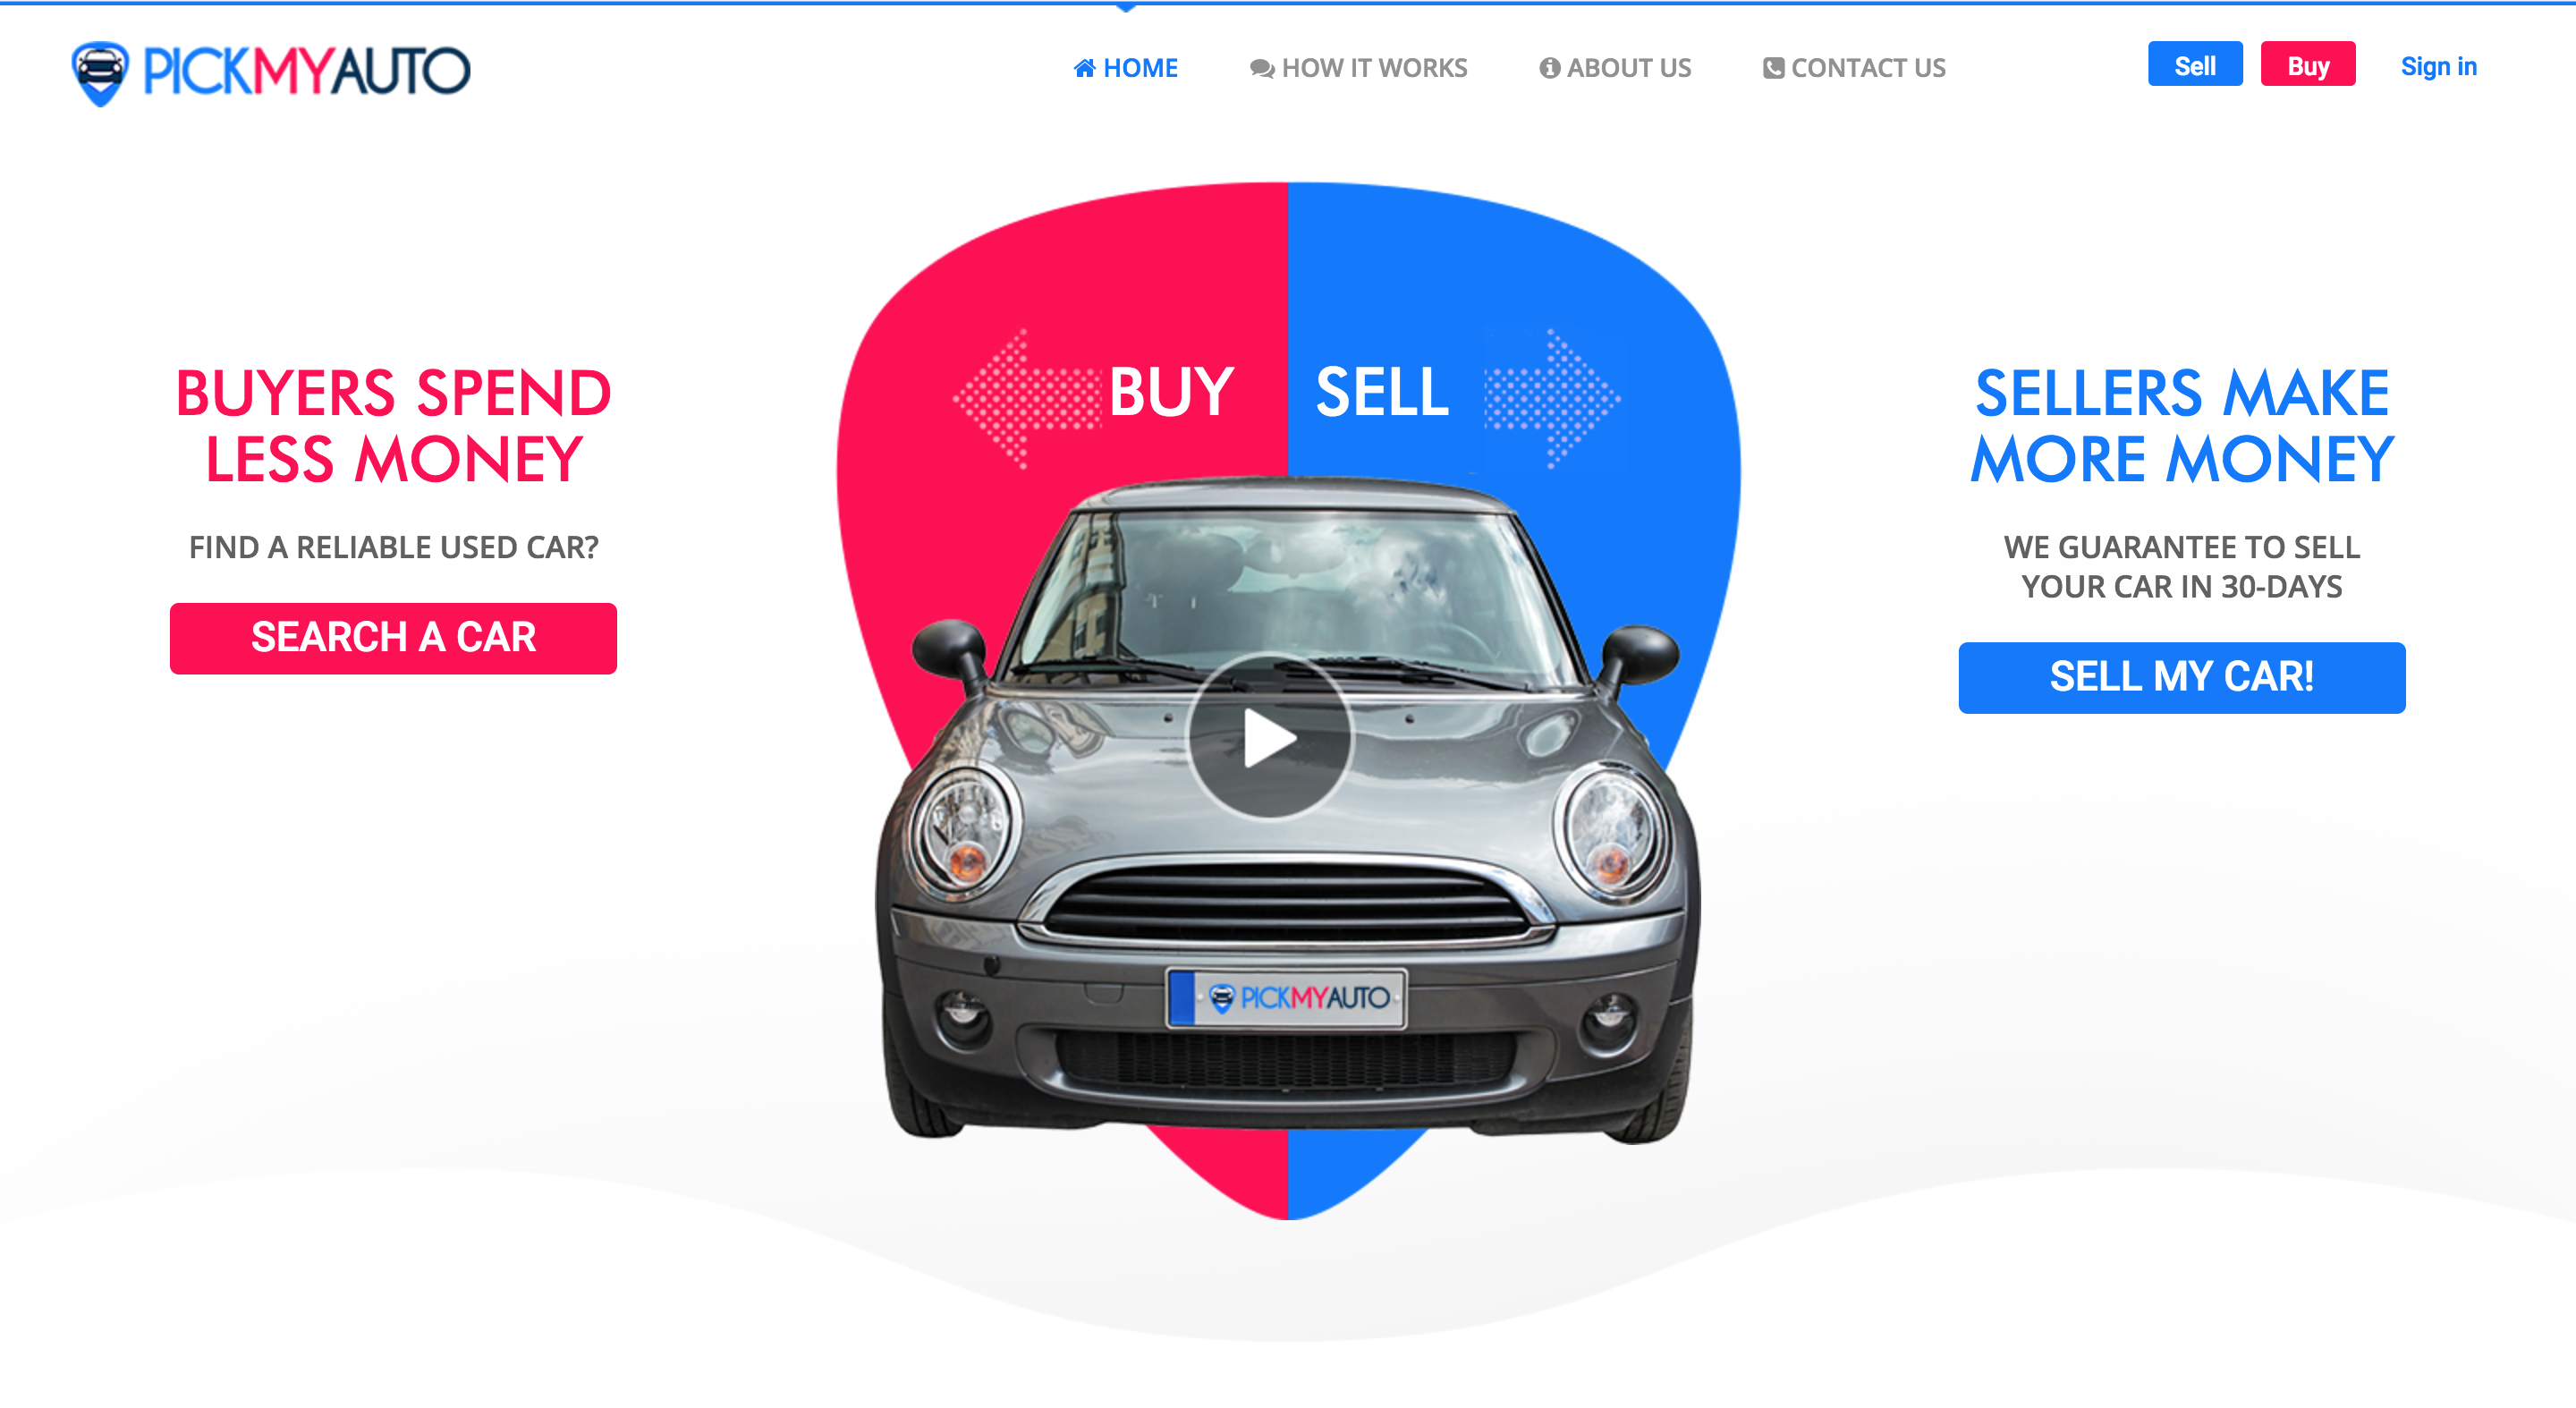 PICKMYAUTO
HOME
HOW IT WORKS
ABOUT US
CONTACT US
Sell
Buy
Sign in
BUYERS SPEND
LESS MONEY
FIND A RELIABLE USED CAR?
SEARCH A CAR
BUY
SELL
PICKMYAUTO
SELLERS MAKE
MORE MONEY
WE GUARANTEE TO SELL
YOUR CAR IN 30-DAYS
SELL MY CAR!